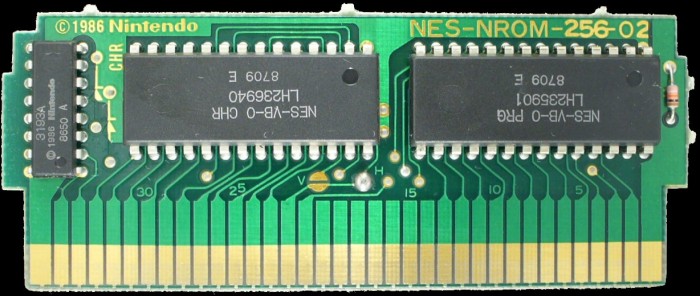 ©1986 Nintendo
NES-NROM-256-02
CHR
3193A
© 1986 Nintendo
8650 A
NES-VB-0 CHR
LH236940
8709 E
NES-VB-0 PRG
LH235901
8709 E
30
25
V
H
15
10
5